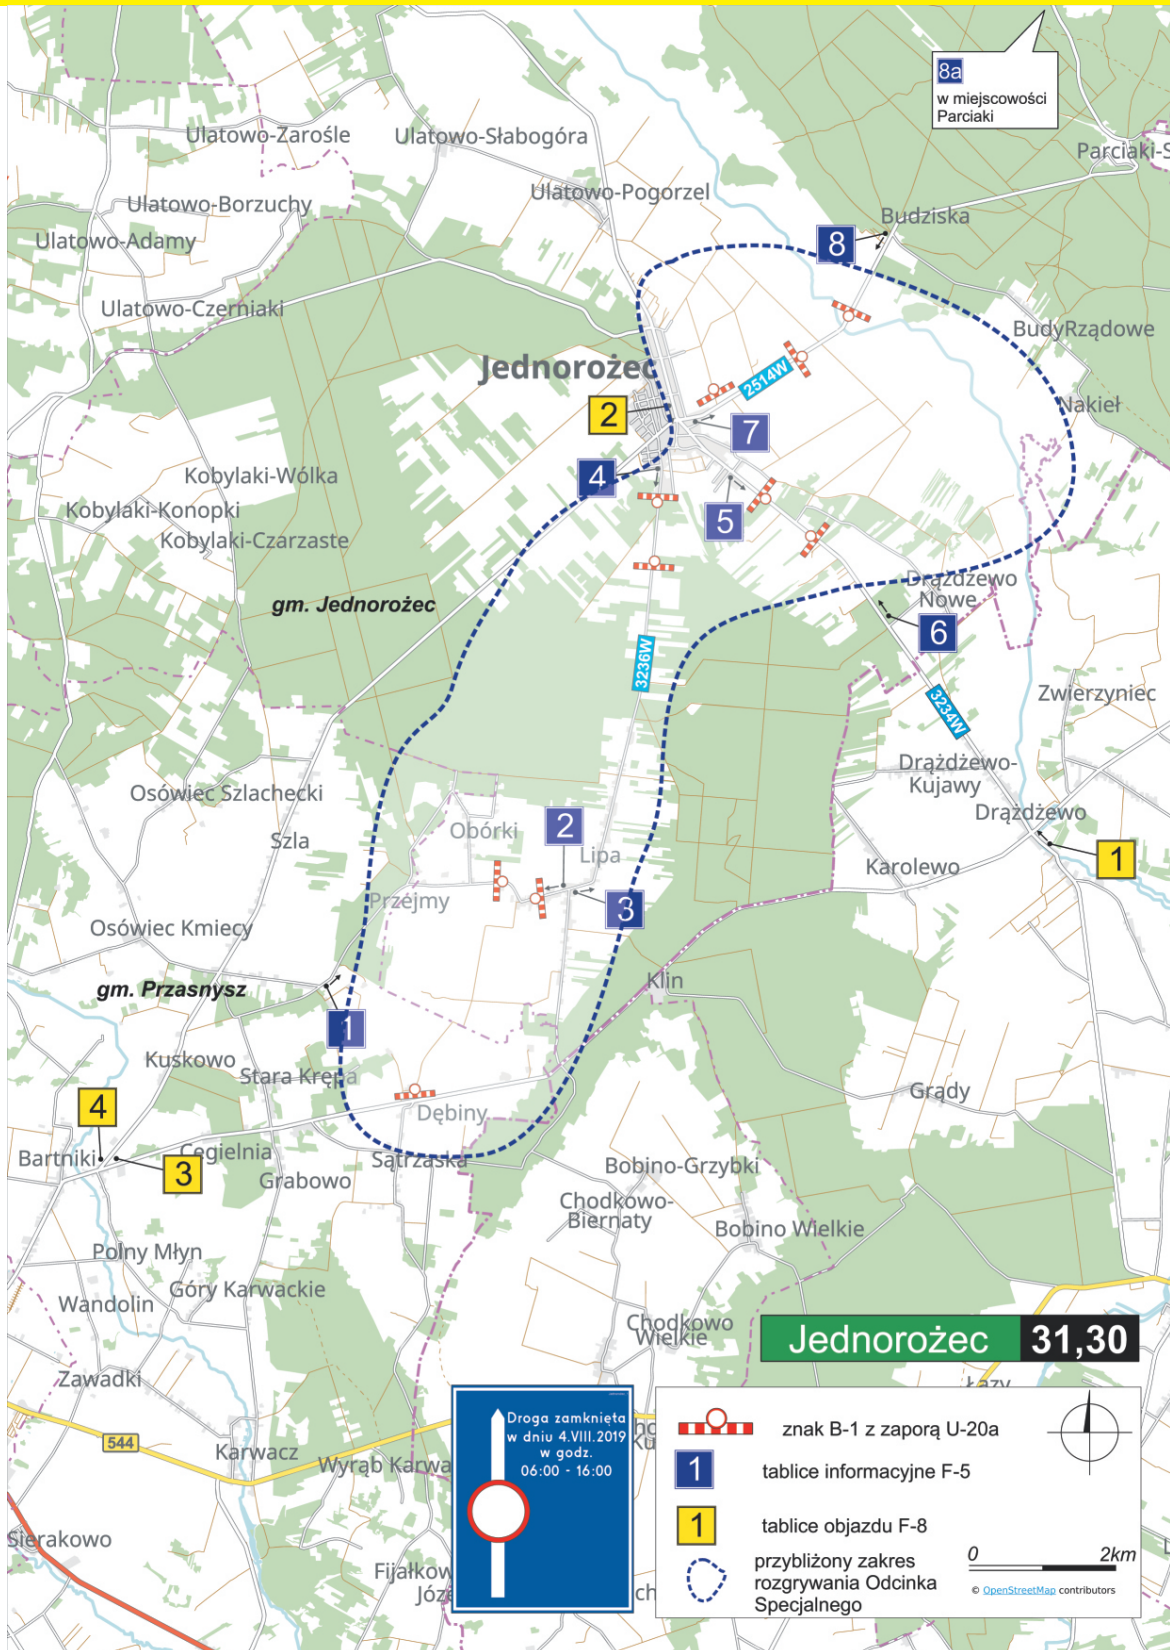 8a
w miejscowości
Parciaki
Ulatowo-Zarośle
Ulatowo-Słabogóra
Parciaki-S
Ulatowo-Pogorzel
Ulatowo-Borzuchy
Budziska
Ulatowo-Adamy
8
Ulatowo-Czerniaki
BudyRządowe
Jednorożec
2514W
Nakieł
2
7
Kobylaki-Wólka
4
Kobylaki-Konopki
5
Kobylaki-Czarzaste
Drążdżewo
Nowe
gm. Jednorożec
6
3236W
Zwierzyniec
3234W
Drążdżewo-
Kujawy
Osówiec Szlachecki
Drążdżewo
2
Obórki
Szla
Lipa
1
Karolewo
Przejmy
3
Osówiec Kmiecy
Klin
gm. Przasnysz
1
Kuskowo
Stara Krępa
Grądy
4
Dębiny
Bartniki
Cegielnia
3
Sątrzaska
Grabowo
Bobino-Grzybki
Chodkowo-
Biernaty
Bobino Wielkie
Polny Młyn
Góry Karwackie
Wandolin
Chodkowo
Wielkie
Jednorożec 31,30
Zawadki
Łazy
Droga zamknięta
w dniu 4.VIII.2019
w godz.
06:00 - 16:00
znak B-1 z zaporą U-20a
544
Karwacz
Wyrąb Karwa
1
tablice informacyjne F-5
1
tablice objazdu F-8
Sierakowo
Fijałkow
Józe
przybliżony zakres
rozgrywania Odcinka
Specjalnego
0 2km
© OpenStreetMap contributors